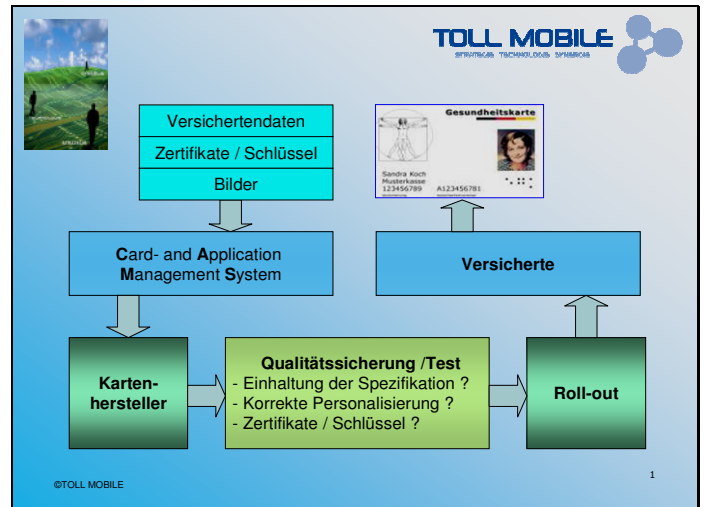 TOLL MOBILE
STRATEGIE TECHNOLOGIE SYNERGIE
Versichertendaten
Zertifikate / Schlüssel
Bilder
Gesundheitskarte
Sandra Koch
Musterkasse
123456789 A123456781
Card- and Application
Management System
Versicherte
Karten-
hersteller
Qualitätssicherung /Test
- Einhaltung der Spezifikation ?
- Korrekte Personalisierung ?
- Zertifikate / Schlüssel ?
Roll-out
©TOLL MOBILE
1